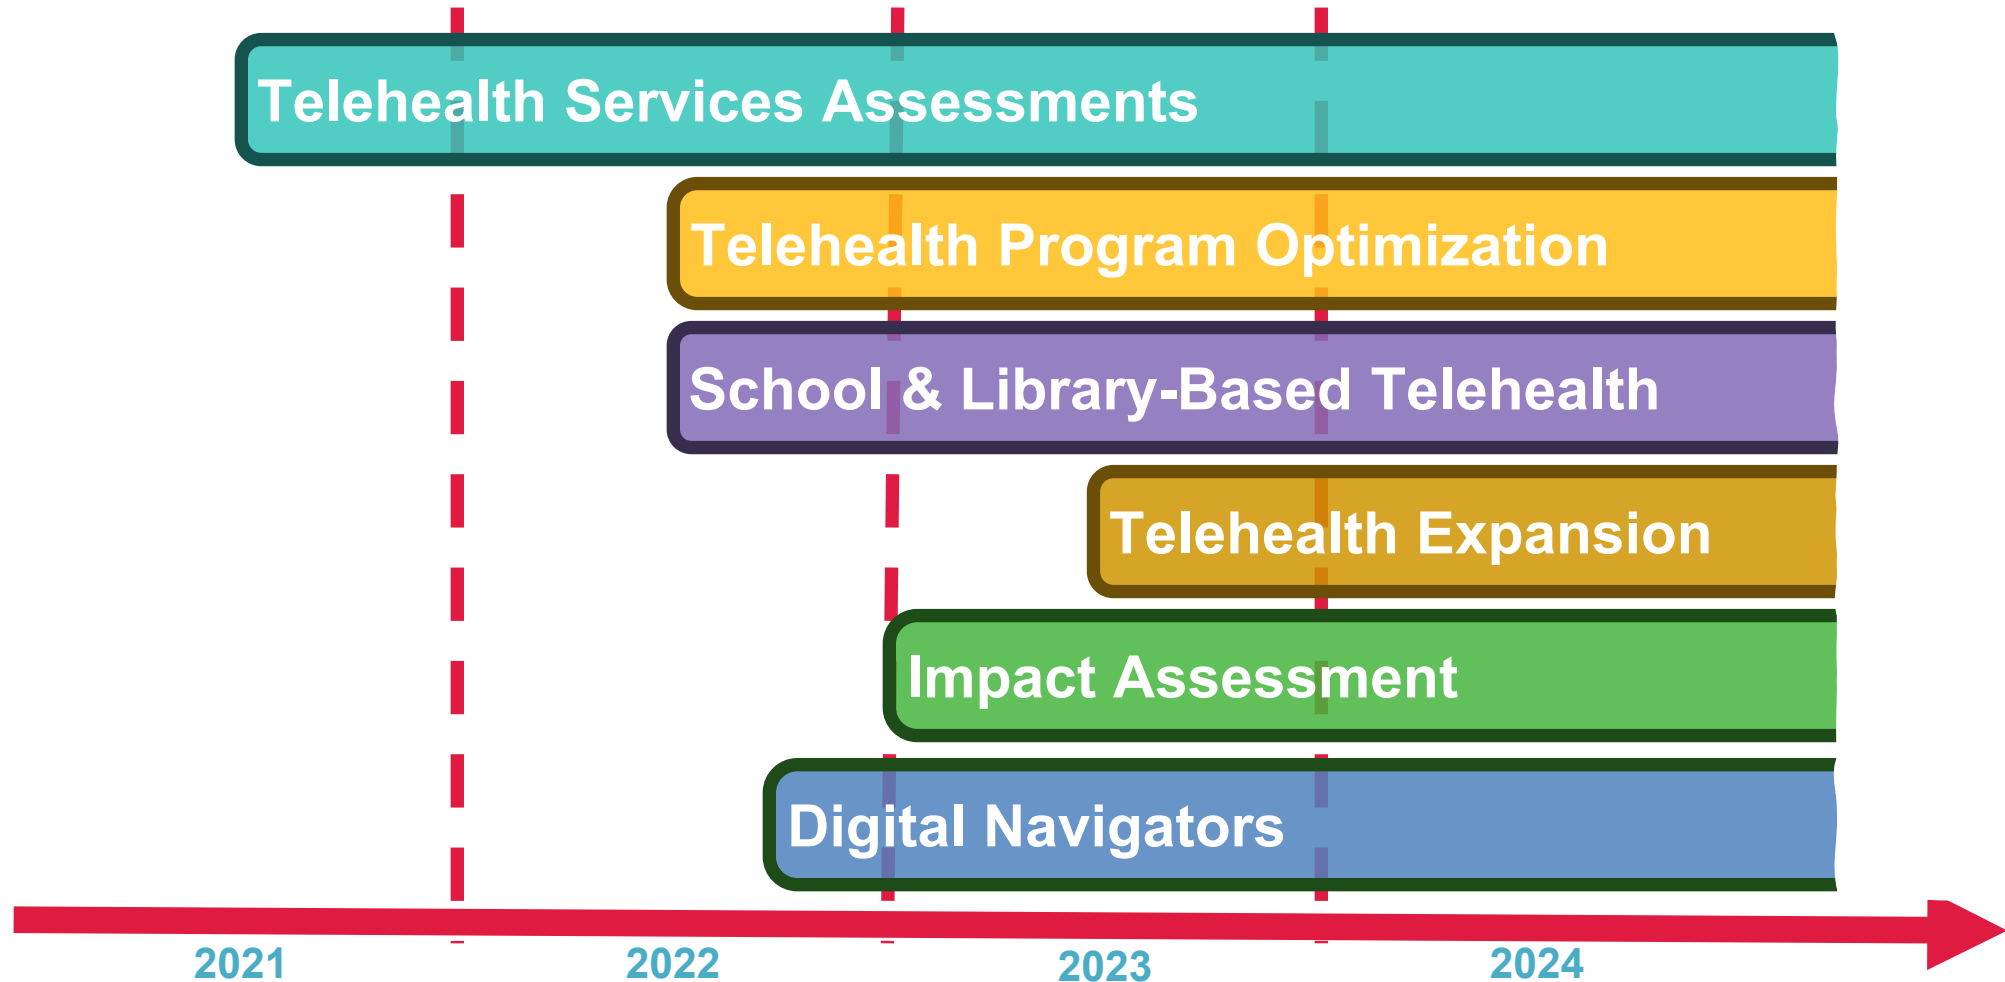 Telehealth Services Assessments
Telehealth Program Optimization
School & Library-Based Telehealth
Telehealth Expansion
Impact Assessment
Digital Navigators
2021 2022 2023 2024